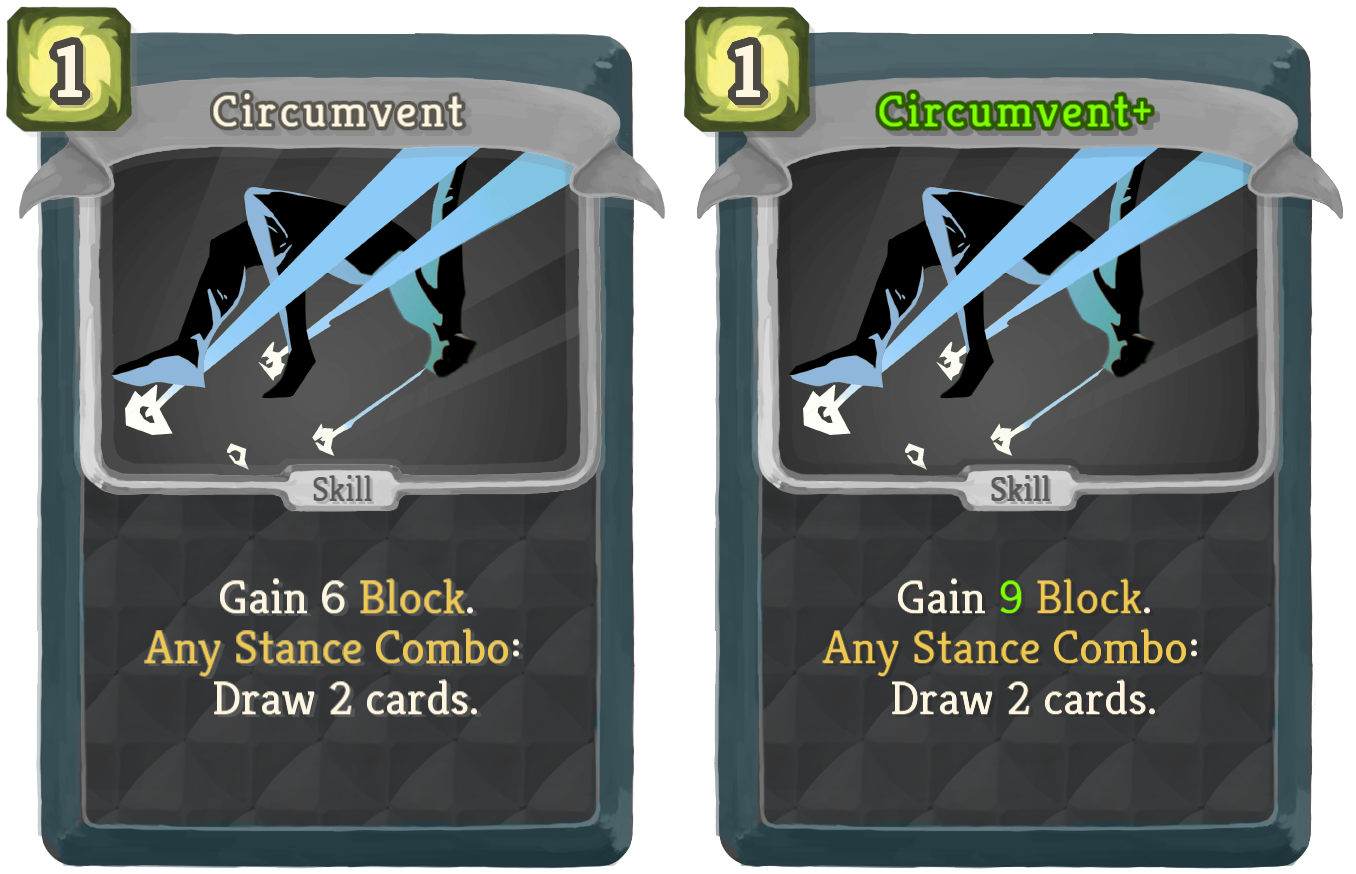 1
Circumvent
Skill
Gain 6 Block.
Any Stance Combo:
Draw 2 cards.
1
Circumvent+
Skill
Gain 9 Block.
Any Stance Combo:
Draw 2 cards.